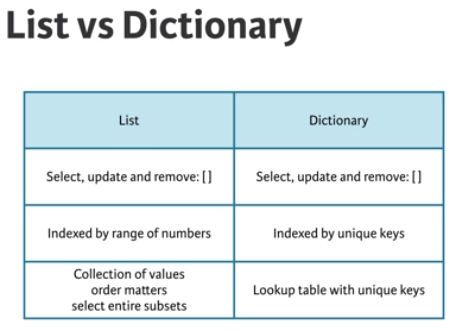 List vs Dictionary
List
Dictionary
Select, update and remove: []
Select, update and remove: []
Indexed by range of numbers
Indexed by unique keys
Collection of values
order matters
select entire subsets
Lookup table with unique keys